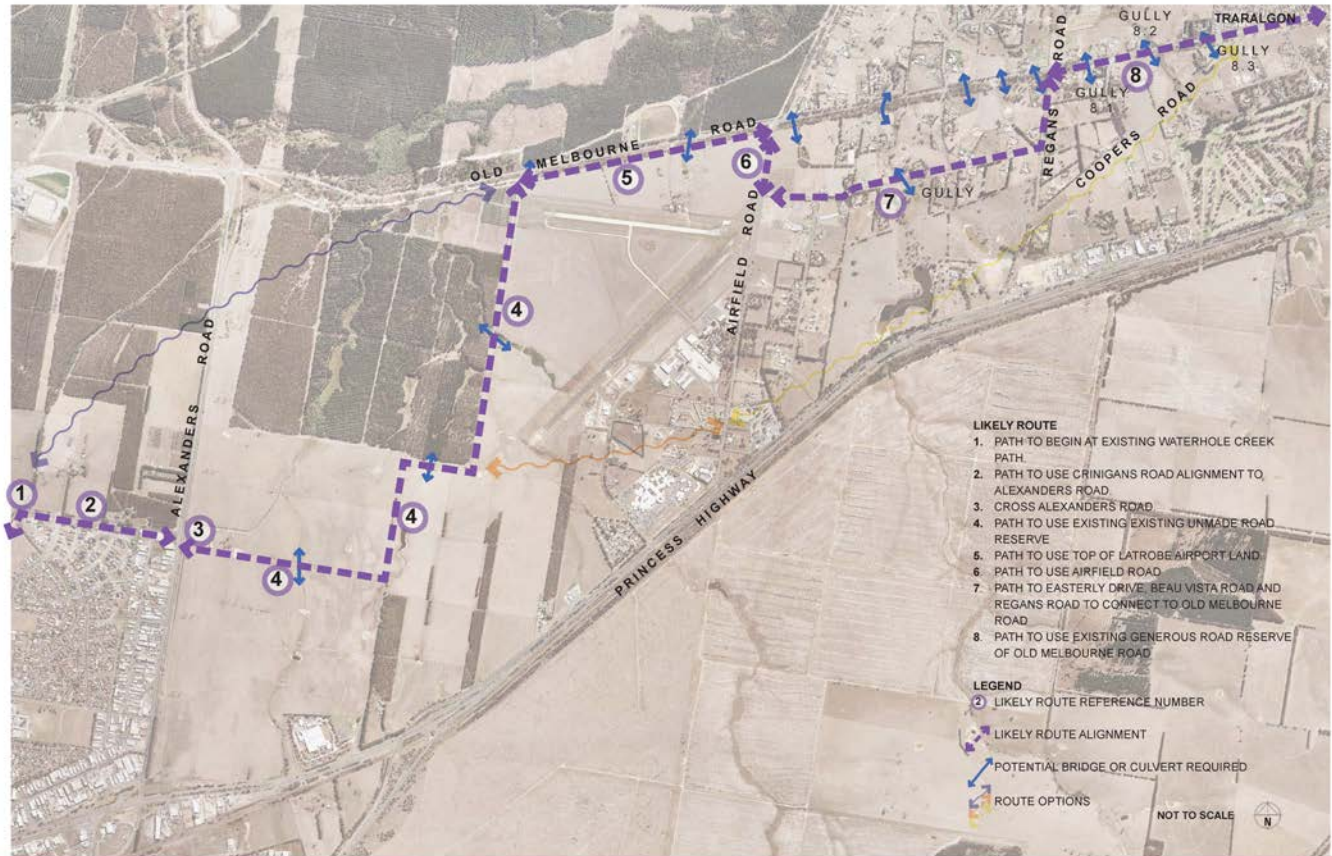 GULLY
8.2
TRARALGON
GULLY
8.3
REGANS ROAD
8
GULLY
8.1
COOPERS ROAD
OLD MELBOURNE ROAD
5
6
7
GULLY
AIRFIELD ROAD
4
ALEXANDERS ROAD
1
2
3
4
4
PRINCESS HIGHWAY
LIKELY ROUTE
1. PATH TO BEGIN AT EXISTING WATERHOLE CREEK
PATH.
2. PATH TO USE CRINIGANS ROAD ALIGNMENT TO
ALEXANDERS ROAD
3. CROSS ALEXANDERS ROAD
4. PATH TO USE EXISTING EXISTING UNMADE ROAD
RESERVE
5. PATH TO USE TOP OF LATROBE AIRPORT LAND
6. PATH TO USE AIRFIELD ROAD
7. PATH TO EASTERLY DRIVE, BEAU VISTA ROAD AND
REGANS ROAD TO CONNECT TO OLD MELBOURNE
ROAD
8. PATH TO USE EXISTING GENEROUS ROAD RESERVE
OF OLD MELBOURNE ROAD
LEGEND
2 LIKELY ROUTE REFERENCE NUMBER
LIKELY ROUTE ALIGNMENT
POTENTIAL BRIDGE OR CULVERT REQUIRED
ROUTE OPTIONS
NOT TO SCALE
N